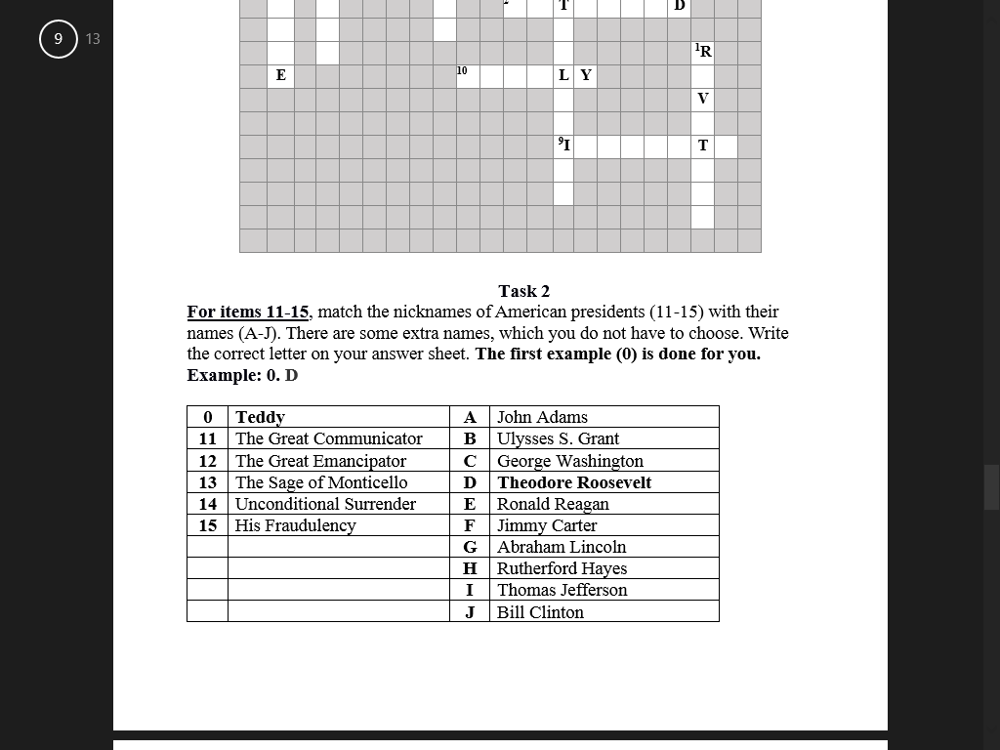 9 13
T D
1R
E 10 L Y
V
9I T
Task 2
For items 11-15, match the nicknames of American presidents (11-15) with their
names (A-J). There are some extra names, which you do not have to choose. Write
the correct letter on your answer sheet. The first example (0) is done for you.
Example: 0. D
0 Teddy A John Adams
11 The Great Communicator B Ulysses S. Grant
12 The Great Emancipator C George Washington
13 The Sage of Monticello D Theodore Roosevelt
14 Unconditional Surrender E Ronald Reagan
15 His Fraudulency F Jimmy Carter
G Abraham Lincoln
H Rutherford Hayes
I Thomas Jefferson
J Bill Clinton